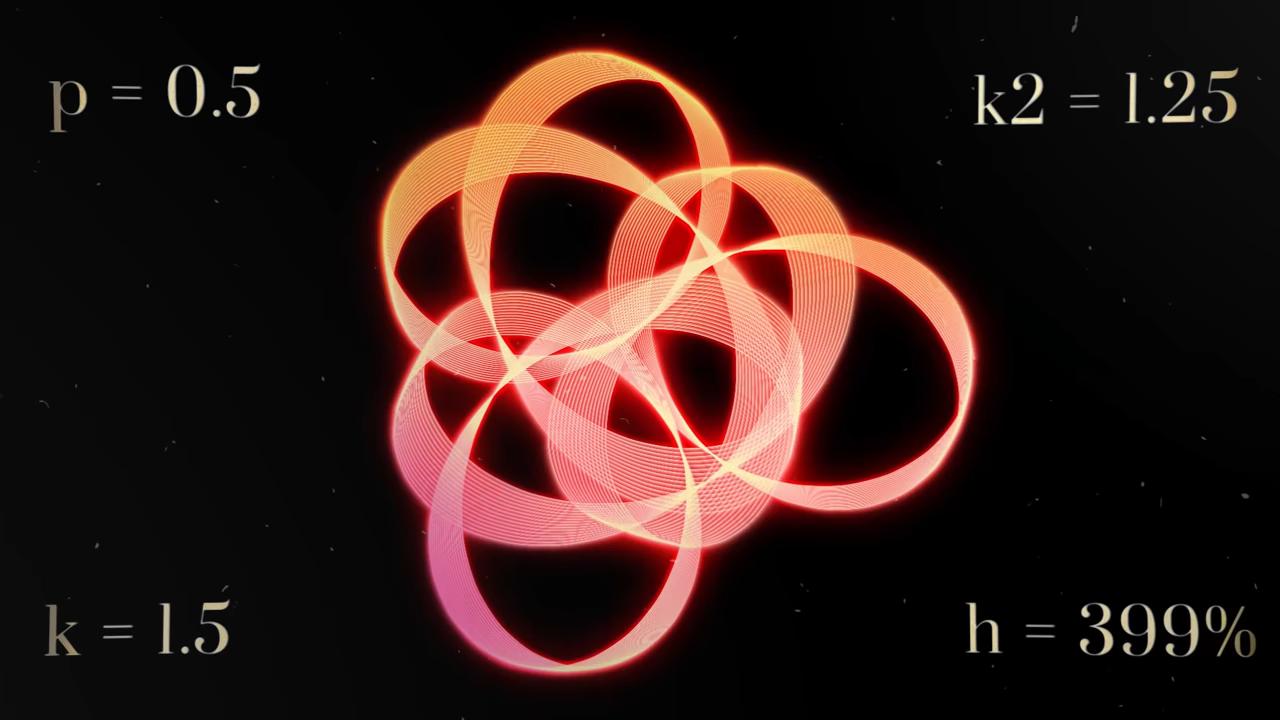 p = 0.5
k2 = 1.25
k = 1.5
h = 399%